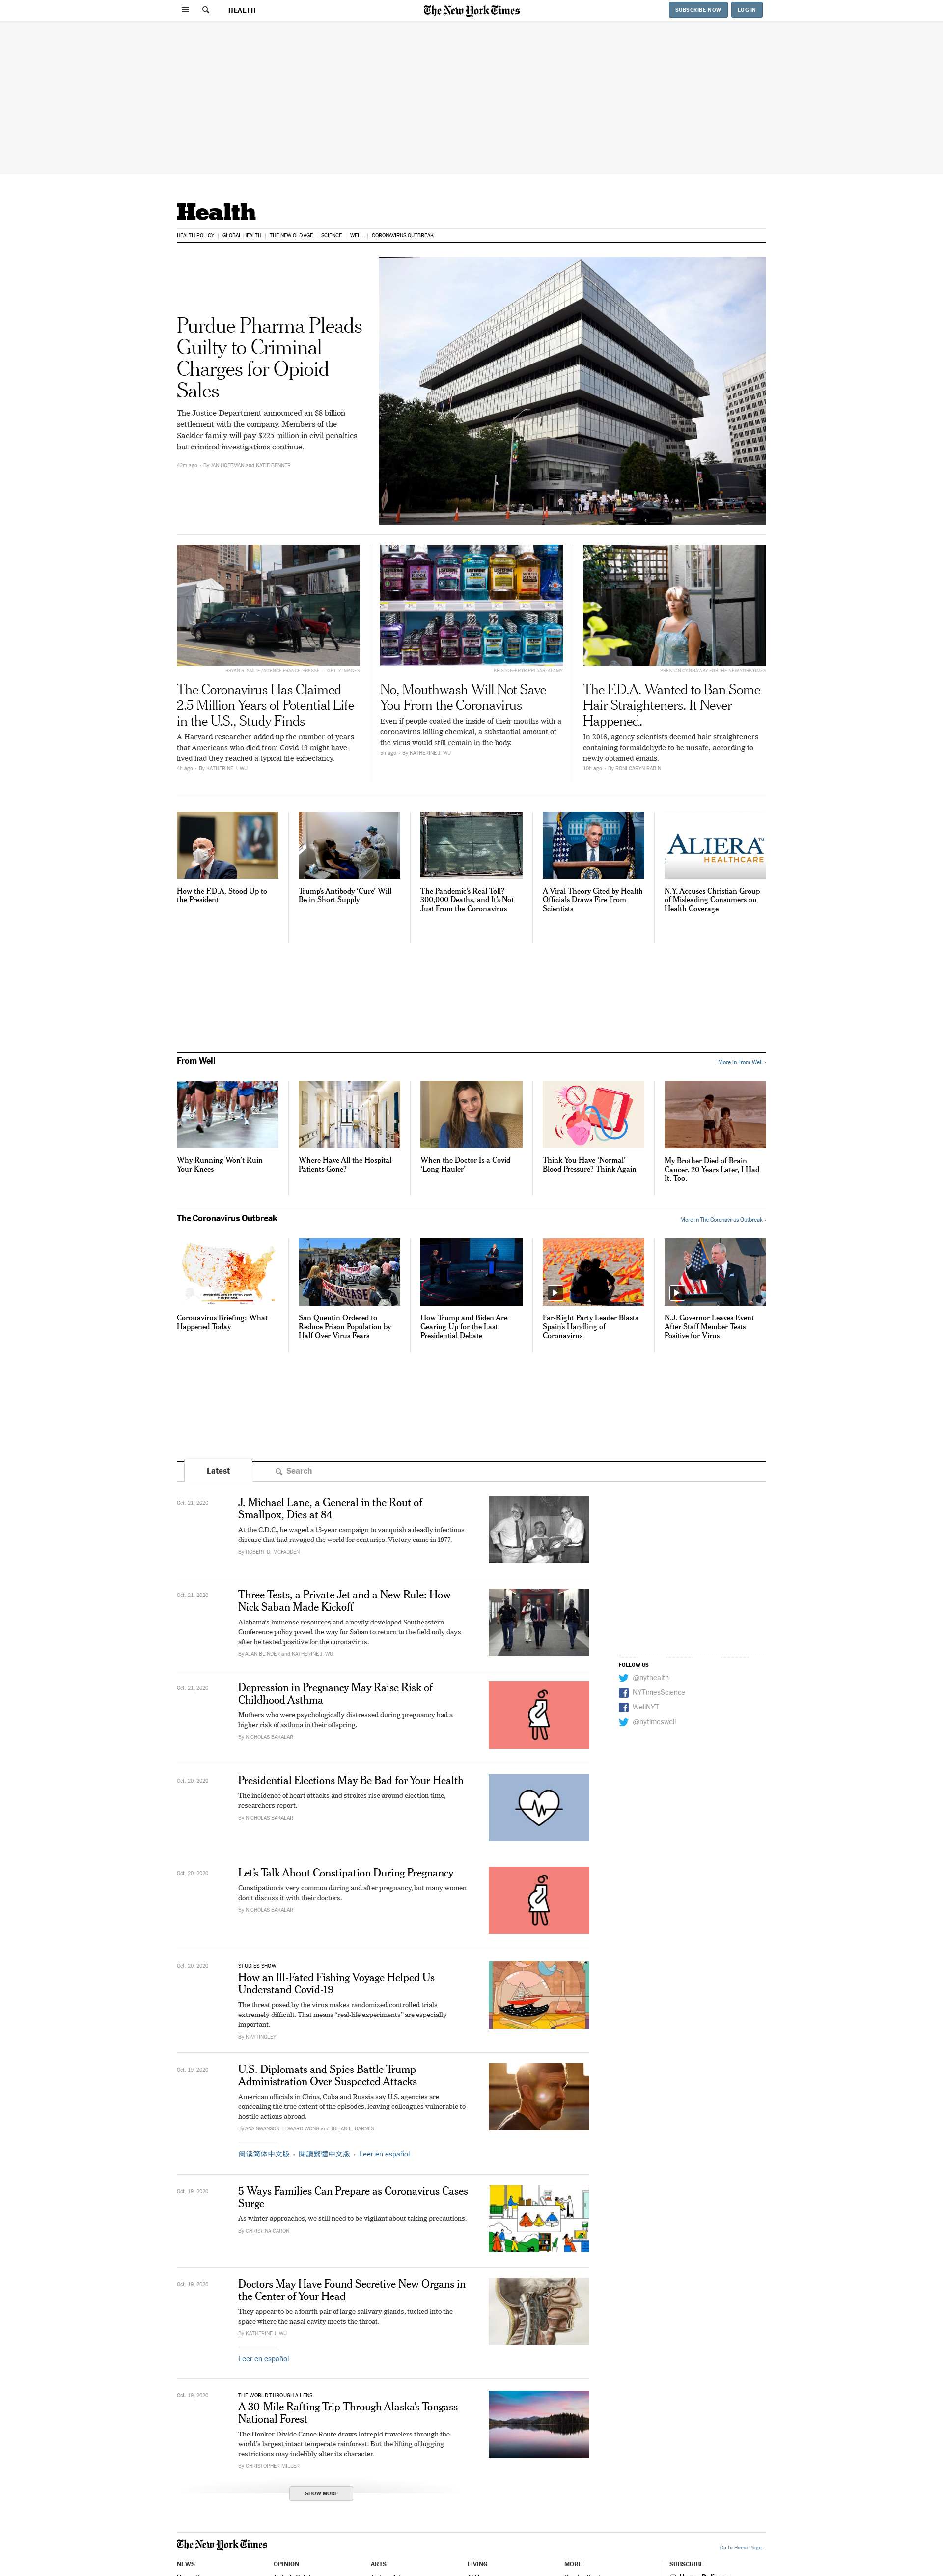 HEALTH
The New York Times
SUBSCRIBE NOW
LOG IN
Health
HEALTH POLICY
GLOBAL HEALTH
THE NEW OLD AGE
SCIENCE
WELL
CORONAVIRUS OUTBREAK
Purdue Pharma Pleads
Guilty to Criminal
Charges for Opioid
Sales
The Justice Department announced an $8 billion
settlement with the company. Members of the
Sackler family will pay $225 million in civil penalties
but criminal investigations continue.
42m ago - By JAN HOFFMAN and KATIE BENNER
BRYAN R. SMITH/AGENCE FRANCE-PRESSE — GETTY IMAGES
The Coronavirus Has Claimed
2.5 Million Years of Potential Life
in the U.S., Study Finds
A Harvard researcher added up the number of years
that Americans who died from Covid-19 might have
lived had they reached a typical life expectancy.
4h ago - By KATHERINE J. WU
KRISTOFFER TRIPPLAAR/ALAMY
No, Mouthwash Will Not Save
You From the Coronavirus
Even if people coated the inside of their mouths with a
coronavirus-killing chemical, a substantial amount of
the virus would still remain in the body.
5h ago - By KATHERINE J. WU
PRESTON GANNAWAY FOR THE NEW YORK TIMES
The F.D.A. Wanted to Ban Some
Hair Straighteners. It Never
Happened.
In 2016, agency scientists deemed hair straighteners
containing formaldehyde to be unsafe, according to
newly obtained emails.
10h ago - By RONI CARYN RABIN
How the F.D.A. Stood Up to
the President
Trump's Antibody ‘Cure’ Will
Be in Short Supply
The Pandemic's Real Toll?
300,000 Deaths, and It's Not
Just From the Coronavirus
A Viral Theory Cited by Health
Officials Draws Fire From
Scientists
ALIERA™
HEALTHCARE
N.Y. Accuses Christian Group
of Misleading Consumers on
Health Coverage
From Well
More in From Well »
Why Running Won't Ruin
Your Knees
Where Have All the Hospital
Patients Gone?
When the Doctor Is a Covid
‘Long Hauler’
Think You Have ‘Normal’
Blood Pressure? Think Again
My Brother Died of Brain
Cancer. 20 Years Later, I Had
It, Too.
The Coronavirus Outbreak
More in The Coronavirus Outbreak »
Coronavirus Briefing: What
Happened Today
San Quentin Ordered to
Reduce Prison Population by
Half Over Virus Fears
How Trump and Biden Are
Gearing Up for the Last
Presidential Debate
Far-Right Party Leader Blasts
Spain's Handling of
Coronavirus
N.J. Governor Leaves Event
After Staff Member Tests
Positive for Virus
Latest
Search
Oct. 21, 2020
J. Michael Lane, a General in the Rout of
Smallpox, Dies at 84
At the C.D.C., he waged a 13-year campaign to vanquish a deadly infectious
disease that had ravaged the world for centuries. Victory came in 1977.
By ROBERT D. MCFADDEN
Oct. 21, 2020
Three Tests, a Private Jet and a New Rule: How
Nick Saban Made Kickoff
Alabama's immense resources and a newly developed Southeastern
Conference policy paved the way for Saban to return to the field only days
after he tested positive for the coronavirus.
By ALAN BLINDER and KATHERINE J. WU
FOLLOW US
@nythealth
NYTimesScience
WellNYT
@nytimeswell
Oct. 21, 2020
Depression in Pregnancy May Raise Risk of
Childhood Asthma
Mothers who were psychologically distressed during pregnancy had a
higher risk of asthma in their offspring.
By NICHOLAS BAKALAR
Oct. 20, 2020
Presidential Elections May Be Bad for Your Health
The incidence of heart attacks and strokes rise around election time,
researchers report.
By NICHOLAS BAKALAR
Oct. 20, 2020
Let's Talk About Constipation During Pregnancy
Constipation is very common during and after pregnancy, but many women
don't discuss it with their doctors.
By NICHOLAS BAKALAR
Oct. 20, 2020
STUDIES SHOW
How an Ill-Fated Fishing Voyage Helped Us
Understand Covid-19
The threat posed by the virus makes randomized controlled trials
extremely difficult. That means “real-life experiments” are especially
important.
By KIM TINGLEY
Oct. 19, 2020
U.S. Diplomats and Spies Battle Trump
Administration Over Suspected Attacks
American officials in China, Cuba and Russia say U.S. agencies are
concealing the true extent of the episodes, leaving colleagues vulnerable to
hostile actions abroad.
By ANA SWANSON, EDWARD WONG and JULIAN E. BARNES
阅读简体中文版 • 閱讀繁體中文版 • Leer en español
Oct. 19, 2020
5 Ways Families Can Prepare as Coronavirus Cases
Surge
As winter approaches, we still need to be vigilant about taking precautions.
By CHRISTINA CARON
Oct. 19, 2020
Doctors May Have Found Secretive New Organs in
the Center of Your Head
They appear to be a fourth pair of large salivary glands, tucked into the
space where the nasal cavity meets the throat.
By KATHERINE J. WU
Leer en español
Oct. 19, 2020
THE WORLD THROUGH A LENS
A 30-Mile Rafting Trip Through Alaska's Tongass
National Forest
The Honker Divide Canoe Route draws intrepid travelers through the
world's largest intact temperate rainforest. But the lifting of logging
restrictions may indelibly alter its character.
By CHRISTOPHER MILLER
SHOW MORE
The New York Times
Go to Home Page »
NEWS
OPINION
ARTS
LIVING
MORE
SUBSCRIBE